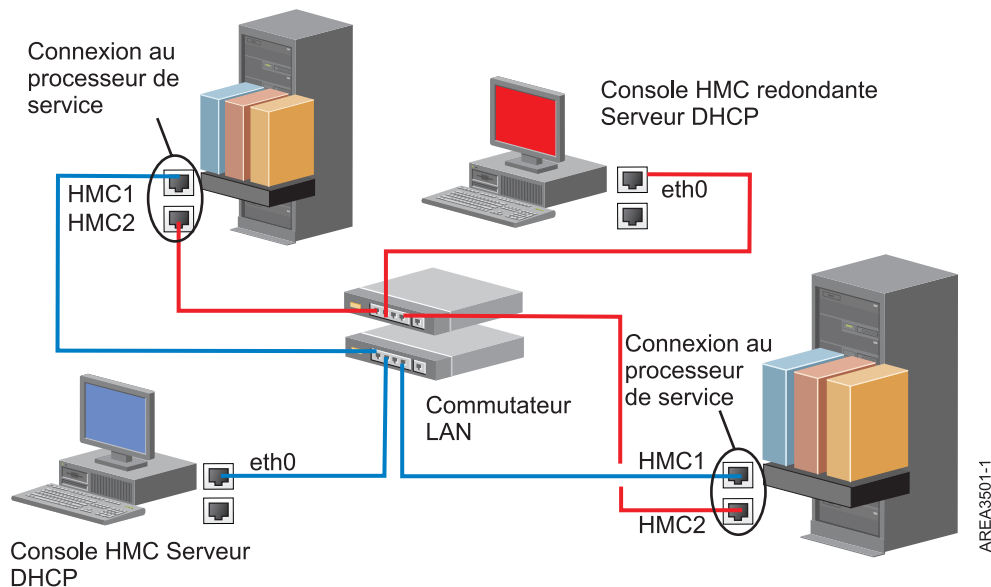 Connexion au
processeur de
service
Console HMC redondante
Serveur DHCP
HMC1
HMC2
eth0
Connexion au
processeur
de service
Commutateur
LAN
eth0
HMC1
HMC2
Console HMC Serveur
DHCP
AREA3501-1